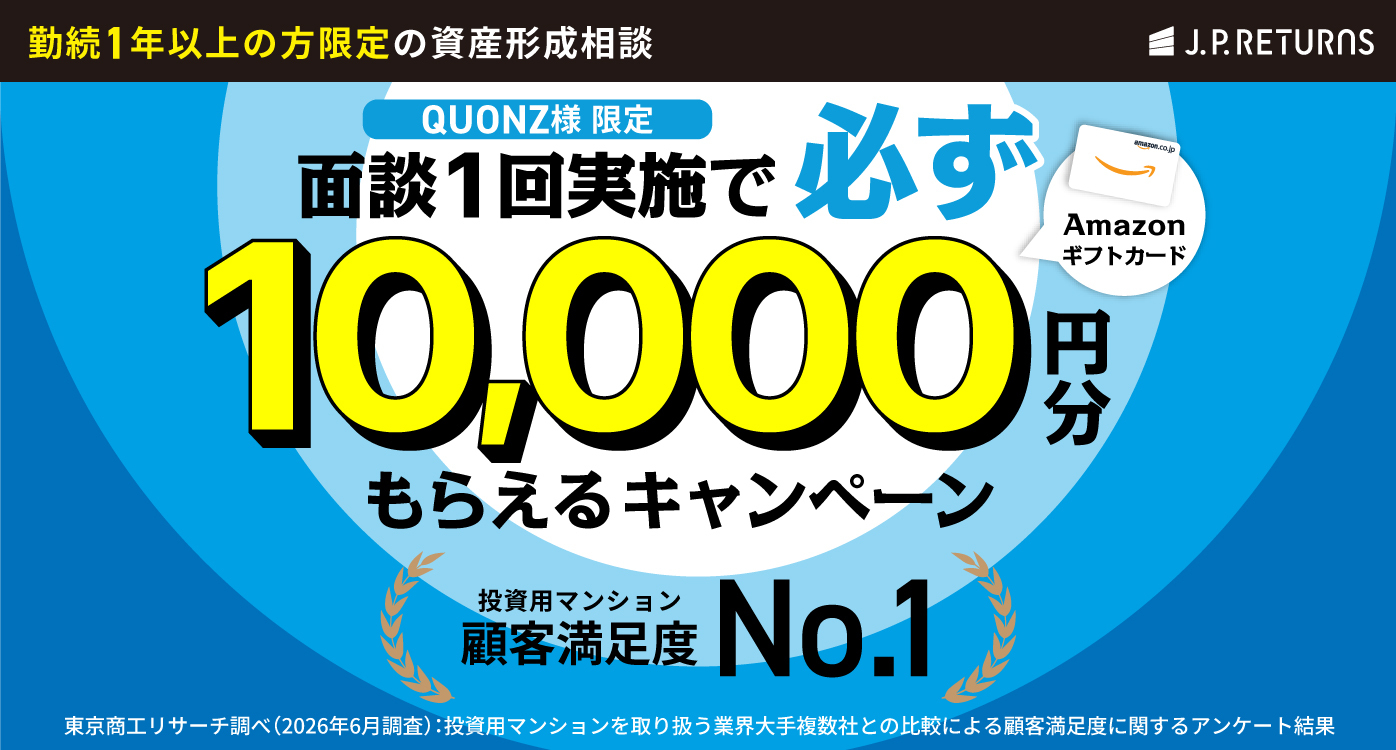 勤続1年以上の方限定の資産形成相談
J.P.RETURNS
QUONZ様 限定
面談1回実施で必ず
amazon.co.jp
Amazon
ギフトカード
10,000円分
もらえるキャンペーン
投資用マンション
顧客満足度
No.1
東京商工リサーチ調べ（2026年6月調査）：投資用マンションを取り扱う業界大手複数社との比較による顧客満足度に関するアンケート結果